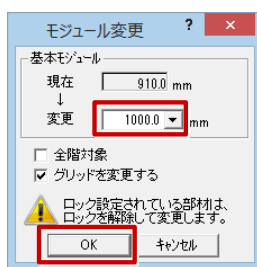 モジュール変更 ? ×
基本モジュール
現在 910.0 mm
↓
変更 1000.0 mm
全階対象
グリッドを変更する
ロック設定されている部材は、
ロックを解除して変更します。
OK キャンセル